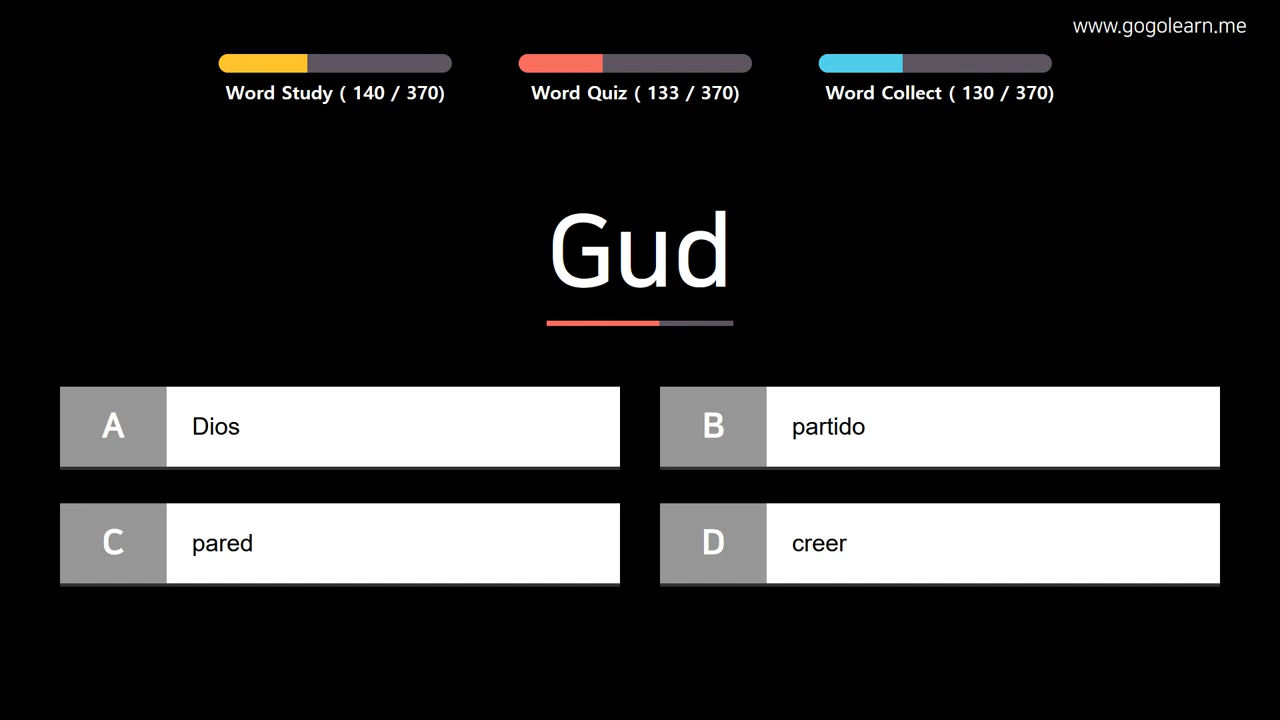 www.gogolearn.me
Word Study ( 140 / 370)
Word Quiz ( 133 / 370)
Word Collect ( 130 / 370)
Gud
A Dios
B partido
C pared
D creer